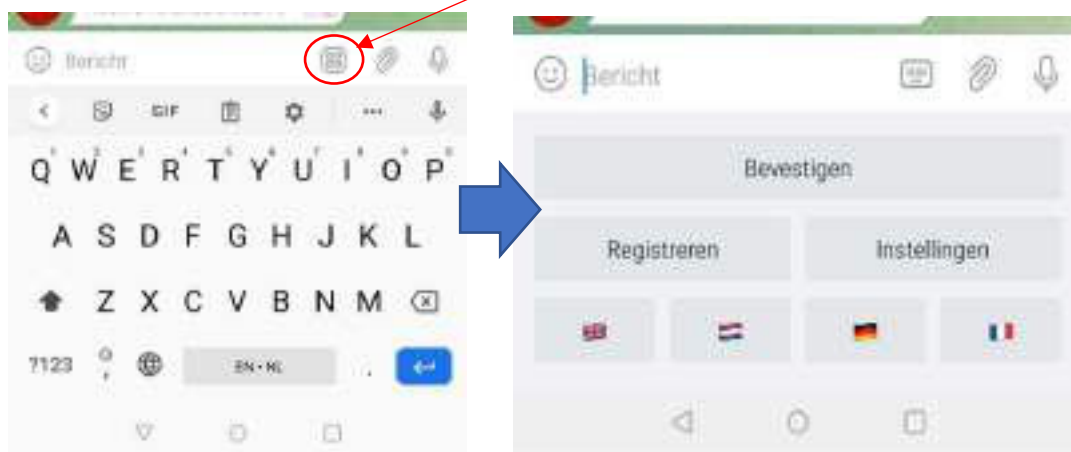 Bericht
GIF
Q W E R T Y U I O P
A S D F G H J K L
Z X C V B N M
?123 , EN • NL .
Bericht
Bevestigen
Registreren Instellingen